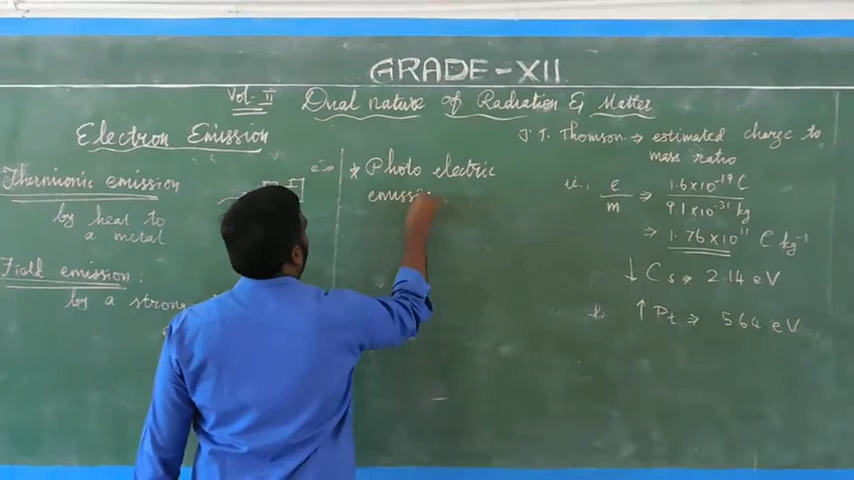 GRADE - XII
Vol - II Dual nature of Radiation & Matter
Electron Emission
Thermionic emission
by heat to
a metal
Field emission :
by a strong
e- →
* Photo electric
emissi
J. T. Thomson → estimated charge to
mass ratio
ie., e/m ⇒ 1.6×10⁻¹⁹ C / 9.1×10⁻³¹ kg
⇒ 1.76×10¹¹ C kg⁻¹
↓ Cs ⇒ 2.14 eV
↑ Pt ⇒ 5.64 eV